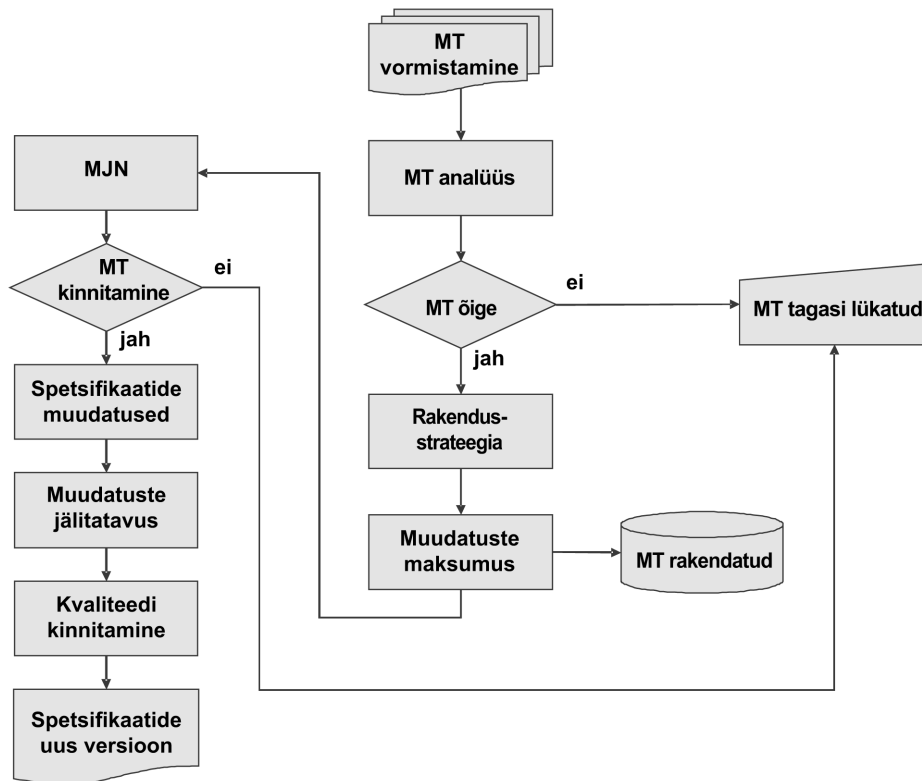 MT
vormistamine
MT analüüs
MT õige
ei
MT tagasi lükatud
jah
Rakendus-
strateegia
Muudatuste
maksumus
MT rakendatud
MJN
MT
kinnitamine
ei
jah
Spetsifikaatide
muudatused
Muudatuste
jälitatavus
Kvaliteedi
kinnitamine
Spetsifikaatide
uus versioon